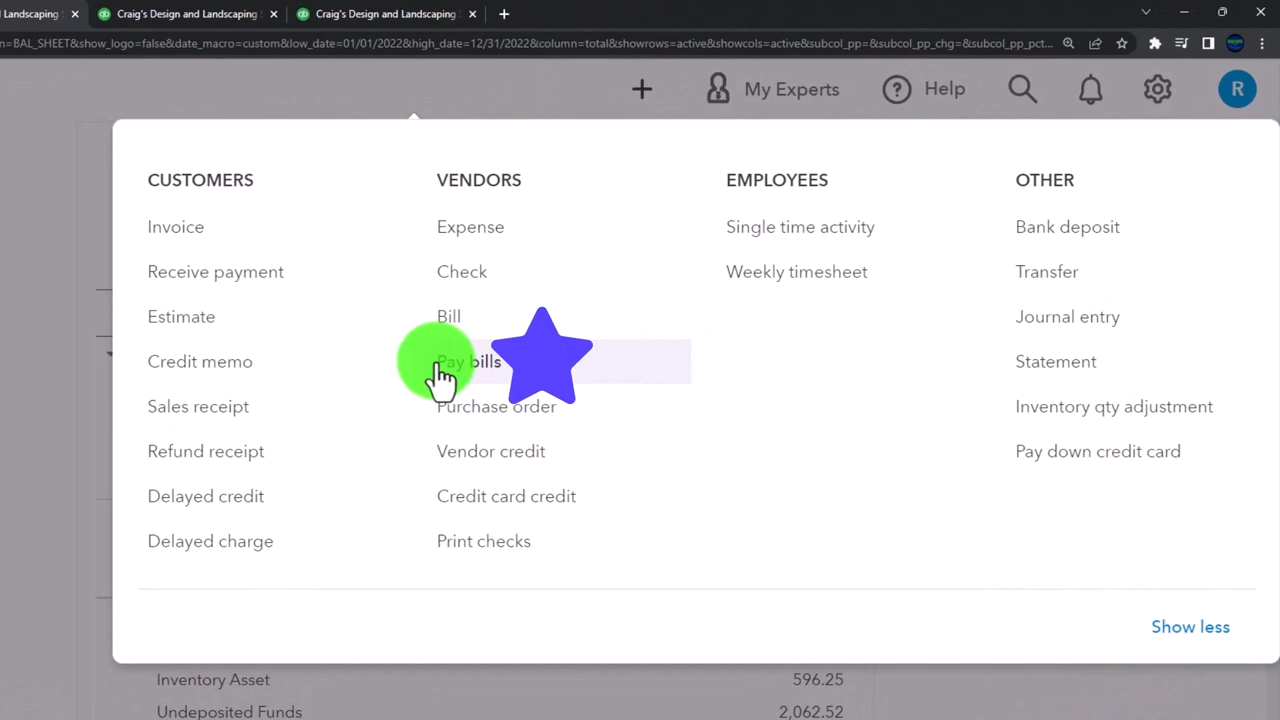 Landscaping
Craig's Design and Landscaping
Craig's Design and Landscaping
n=BAL_SHEET&show_logo=false&date_macro=custom&low_date=01/01/2022&high_date=12/31/2022&column=total&showrows=active&showcols=active&subcol_pp=&subcol_pp_chg=&subcol_pp_pct...
My Experts
Help
R
CUSTOMERS
Invoice
Receive payment
Estimate
Credit memo
Sales receipt
Refund receipt
Delayed credit
Delayed charge
VENDORS
Expense
Check
Bill
Pay bills
Purchase order
Vendor credit
Credit card credit
Print checks
EMPLOYEES
Single time activity
Weekly timesheet
OTHER
Bank deposit
Transfer
Journal entry
Statement
Inventory qty adjustment
Pay down credit card
Show less
Inventory Asset 596.25
Undeposited Funds 2,062.52